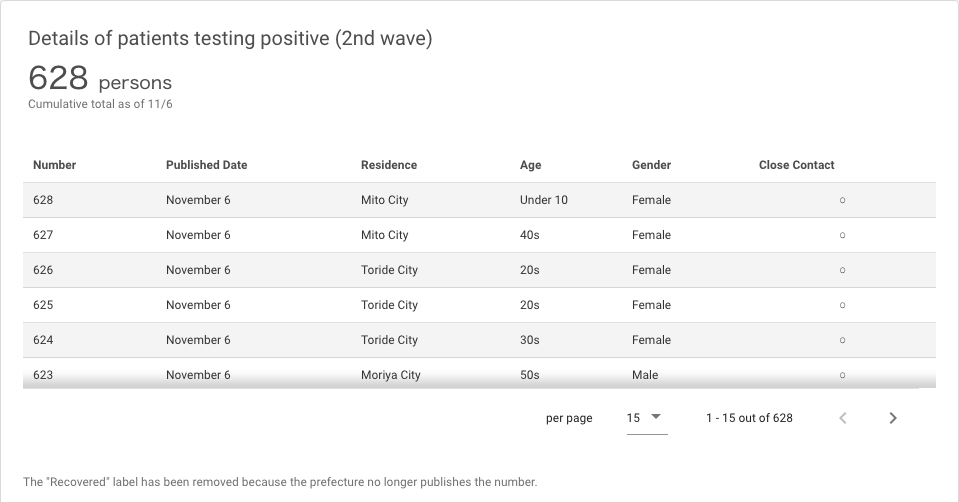 Details of patients testing positive (2nd wave)
628 persons
Cumulative total as of 11/6
Number Published Date Residence Age Gender Close Contact
628 November 6 Mito City Under 10 Female ○
627 November 6 Mito City 40s Female ○
626 November 6 Toride City 20s Female ○
625 November 6 Toride City 20s Female ○
624 November 6 Toride City 30s Female ○
623 November 6 Moriya City 50s Male ○
per page 15 1 - 15 out of 628
The "Recovered" label has been removed because the prefecture no longer publishes the number.